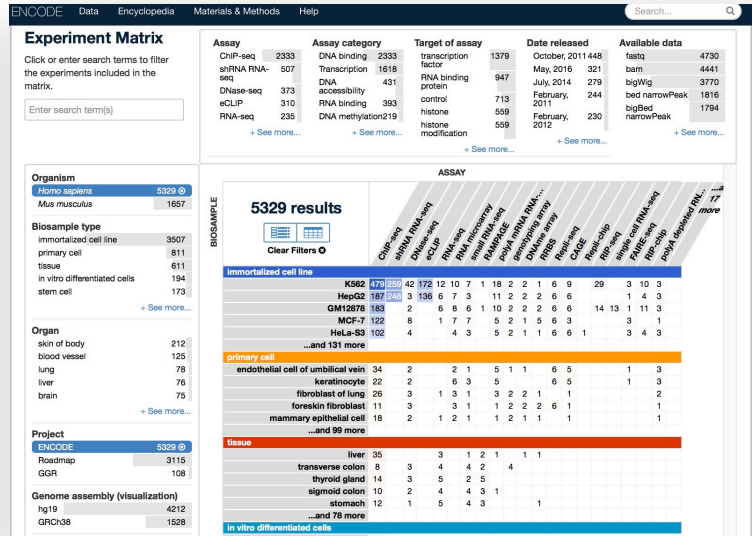 ENCODE Data Encyclopedia Materials & Methods Help Search...
Experiment Matrix
Click or enter search terms to filter
the experiments included in the
matrix.
Enter search term(s)
Assay
ChIP-seq 2333
shRNA RNA-
seq 507
DNase-seq 373
eCLIP 310
RNA-seq 235
+ See more...
Assay category
DNA binding 2333
Transcription 1618
DNA
accessibility 431
RNA binding 393
DNA methylation 219
+ See more...
Target of assay
transcription
factor 1379
RNA binding
protein 947
control 713
histone 559
histone
modification 559
+ See more...
Date released
October, 2011 448
May, 2016 321
July, 2014 279
February,
2011 244
February,
2012 230
+ See more...
Available data
fastq 4730
bam 4441
bigWig 3770
bed narrowPeak 1816
bigBed
narrowPeak 1794
+ See more...
Organism
Homo sapiens 5329
Mus musculus 1657
Biosample type
immortalized cell line 3507
primary cell 811
tissue 611
in vitro differentiated cells 194
stem cell 173
+ See more...
Organ
skin of body 212
blood vessel 125
lung 78
liver 76
brain 75
+ See more...
Project
ENCODE 5329
Roadmap 3115
GGR 108
Genome assembly (visualization)
hg19 4212
GRCh38 1528
ASSAY
BIOSAMPLE
5329 results
Clear Filters
ChIP-seq
shRNA RNA-seq
DNase-seq
eCLIP
RNA-seq
RNA microarray
small RNA-seq
RAMPAGE
polyA mRNA RNA-...
genotyping array
DNAme array
RRBS
Repli-seq
CAGE
Repli-chip
RIP-seq
single cell RNA-seq
FAIRE-seq
RIP-chip
polyA depleted RN...
17
more
immortalized cell line
K562 479 259 42 172 12 10 7 1 18 2 2 1 6 9 29 3 10 3
HepG2 187 248 3 136 6 7 3 11 2 2 2 6 6 1 4 3
GM12878 183 2 6 8 6 1 10 2 2 2 6 6 14 13 1 11 3
MCF-7 122 8 1 7 7 5 2 1 5 6 3 3 1
HeLa-S3 102 4 4 3 5 2 1 1 6 6 1 3 4 3
...and 131 more
primary cell
endothelial cell of umbilical vein 34 2 2 1 5 1 1 6 5 1 3
keratinocyte 22 2 6 3 5 6 5 1 3
fibroblast of lung 26 3 1 3 1 3 2 2 1 1 2
foreskin fibroblast 11 3 3 1 1 2 2 2 6 1 1
mammary epithelial cell 18 2 1 2 1 1 2 1 1 1 1
...and 99 more
tissue
liver 35 3 1 2 1 1 1
transverse colon 8 3 4 4 2 4
thyroid gland 14 3 5 2 5
sigmoid colon 10 2 4 4 3 1
stomach 12 1 5 4 3 1
...and 78 more
in vitro differentiated cells